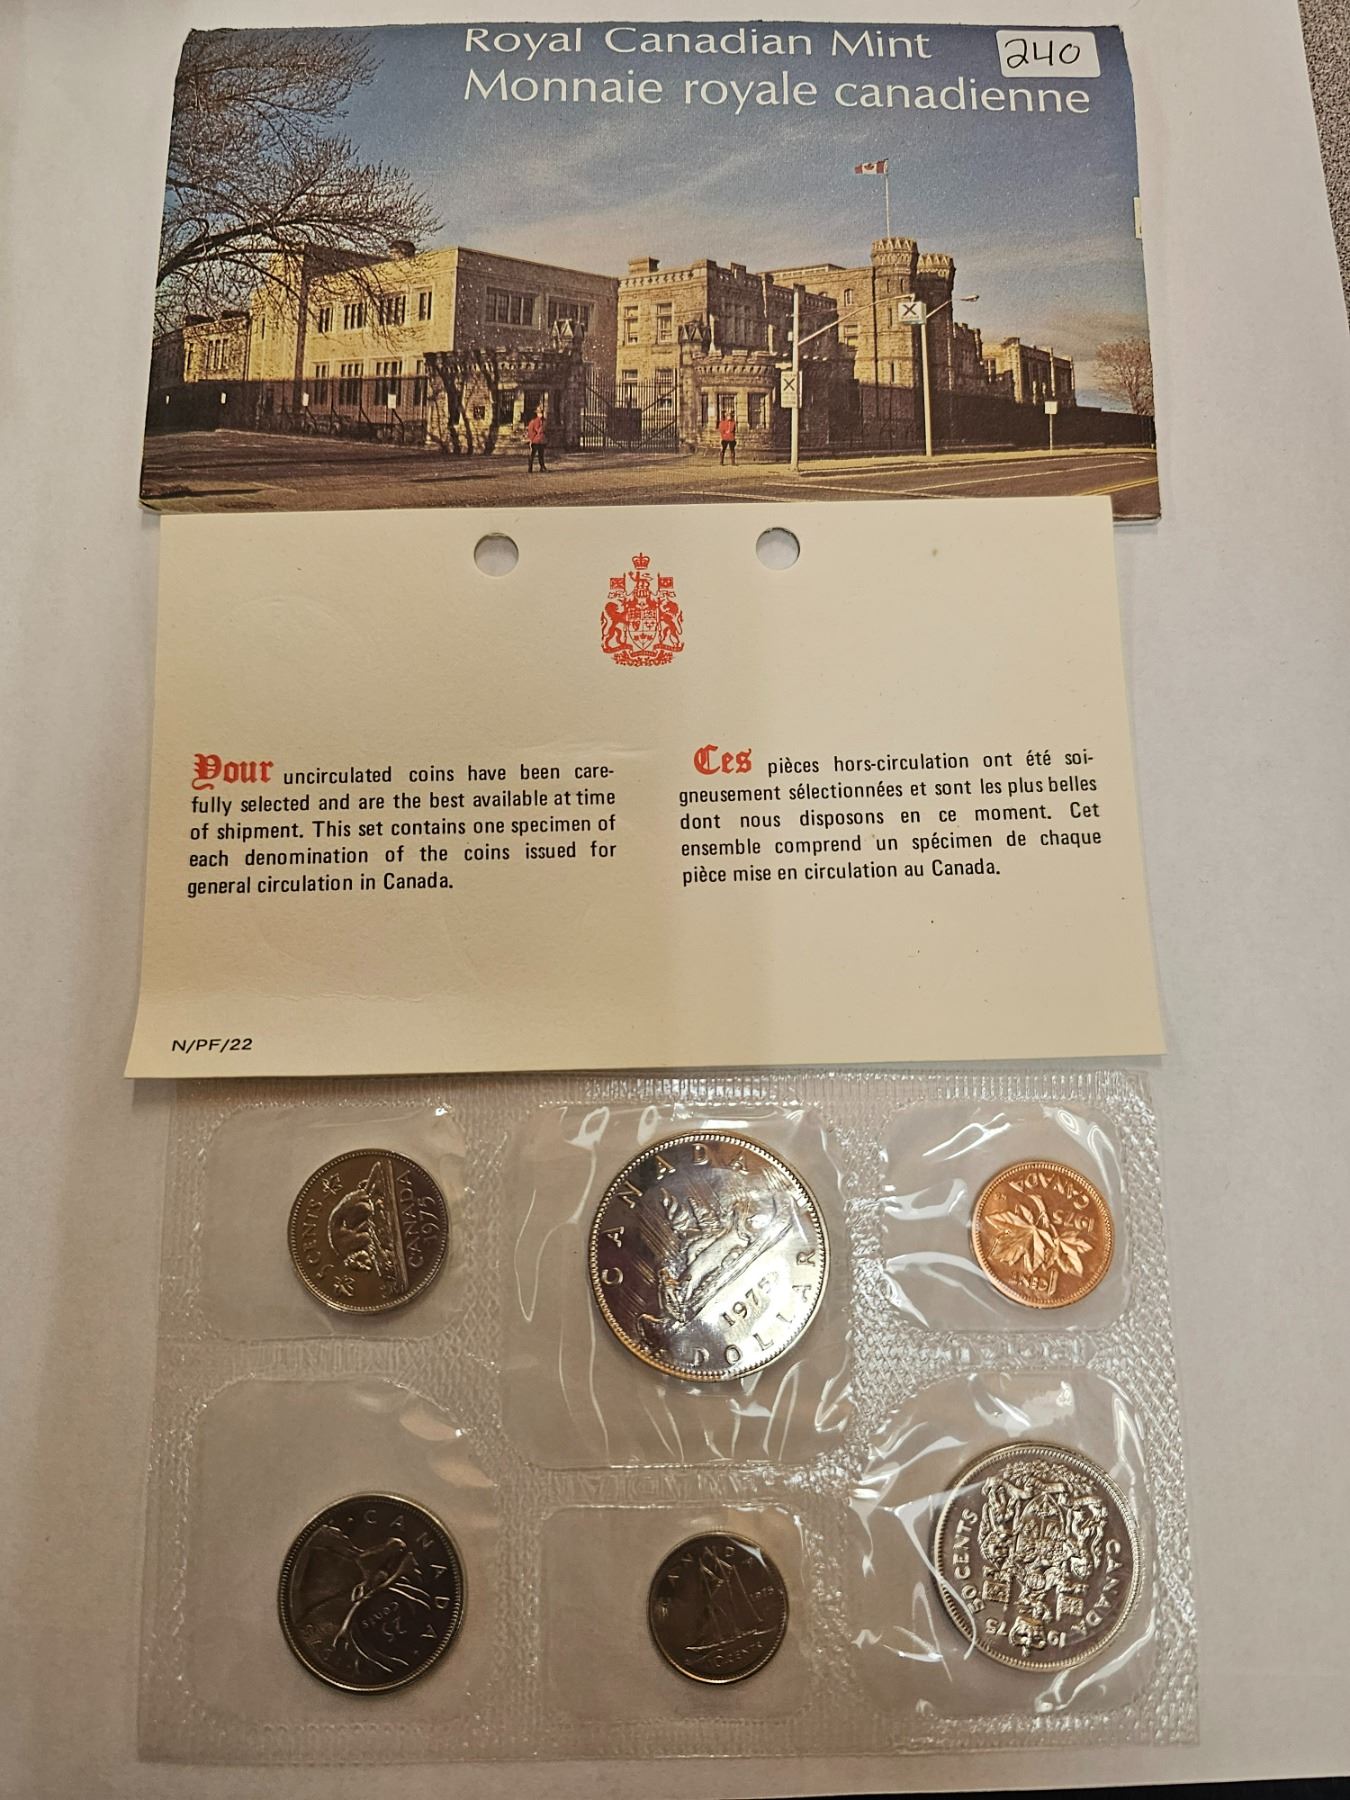 Royal Canadian Mint
240
Monnaie royale canadienne
Your uncirculated coins have been care-
fully selected and are the best available at time
of shipment. This set contains one specimen of
each denomination of the coins issued for
general circulation in Canada.
Ces pièces hors-circulation ont été soi-
gneusement sélectionnées et sont les plus belles
dont nous disposons en ce moment. Cet
ensemble comprend un spécimen de chaque
pièce mise en circulation au Canada.
N/PF/22
5 CENTS
CANADA
1975
CANADA
1975
DOLLAR
1975
CANADA
1 CENT
CANADA
25
CENTS
CANADA
1975
10 CENTS
50 CENTS
CANADA
1975